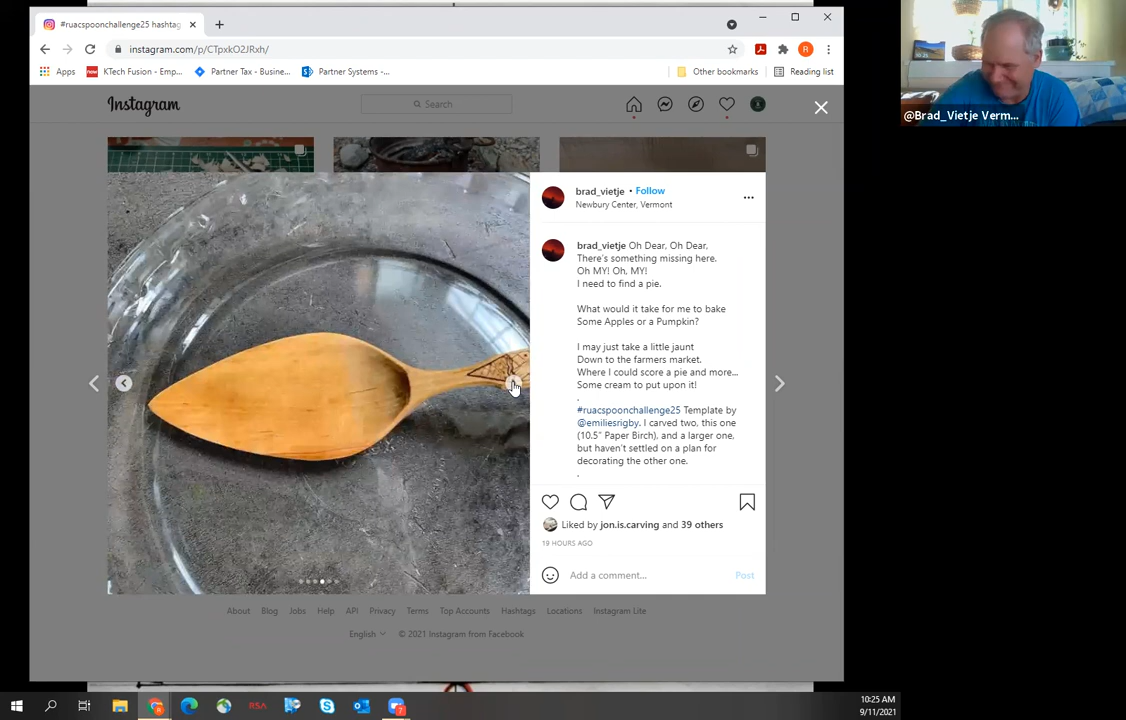 #ruacspoonchallenge25 hashtag
instagram.com/p/CTpxkO2JRxh/
Apps
KTech Fusion - Emp...
Partner Tax - Busine...
Partner Systems -...
Other bookmarks
Reading list
Instagram
Search
brad_vietje • Follow
Newbury Center, Vermont
brad_vietje Oh Dear, Oh Dear,
There's something missing here.
Oh MY! Oh, MY!
I need to find a pie.
What would it take for me to bake
Some Apples or a Pumpkin?
I may just take a little jaunt
Down to the farmers market.
Where I could score a pie and more...
Some cream to put upon it!
.
#ruacspoonchallenge25 Template by
@emiliesrigby. I carved two, this one
(10.5" Paper Birch), and a larger one,
but haven't settled on a plan for
decorating the other one.
.
Liked by jon.is.carving and 39 others
19 HOURS AGO
Add a comment...
Post
About Blog Jobs Help API Privacy Terms Top Accounts Hashtags Locations Instagram Lite
English © 2021 Instagram from Facebook
@Brad_Vietje Verm...
RSA
10:25 AM
9/11/2021